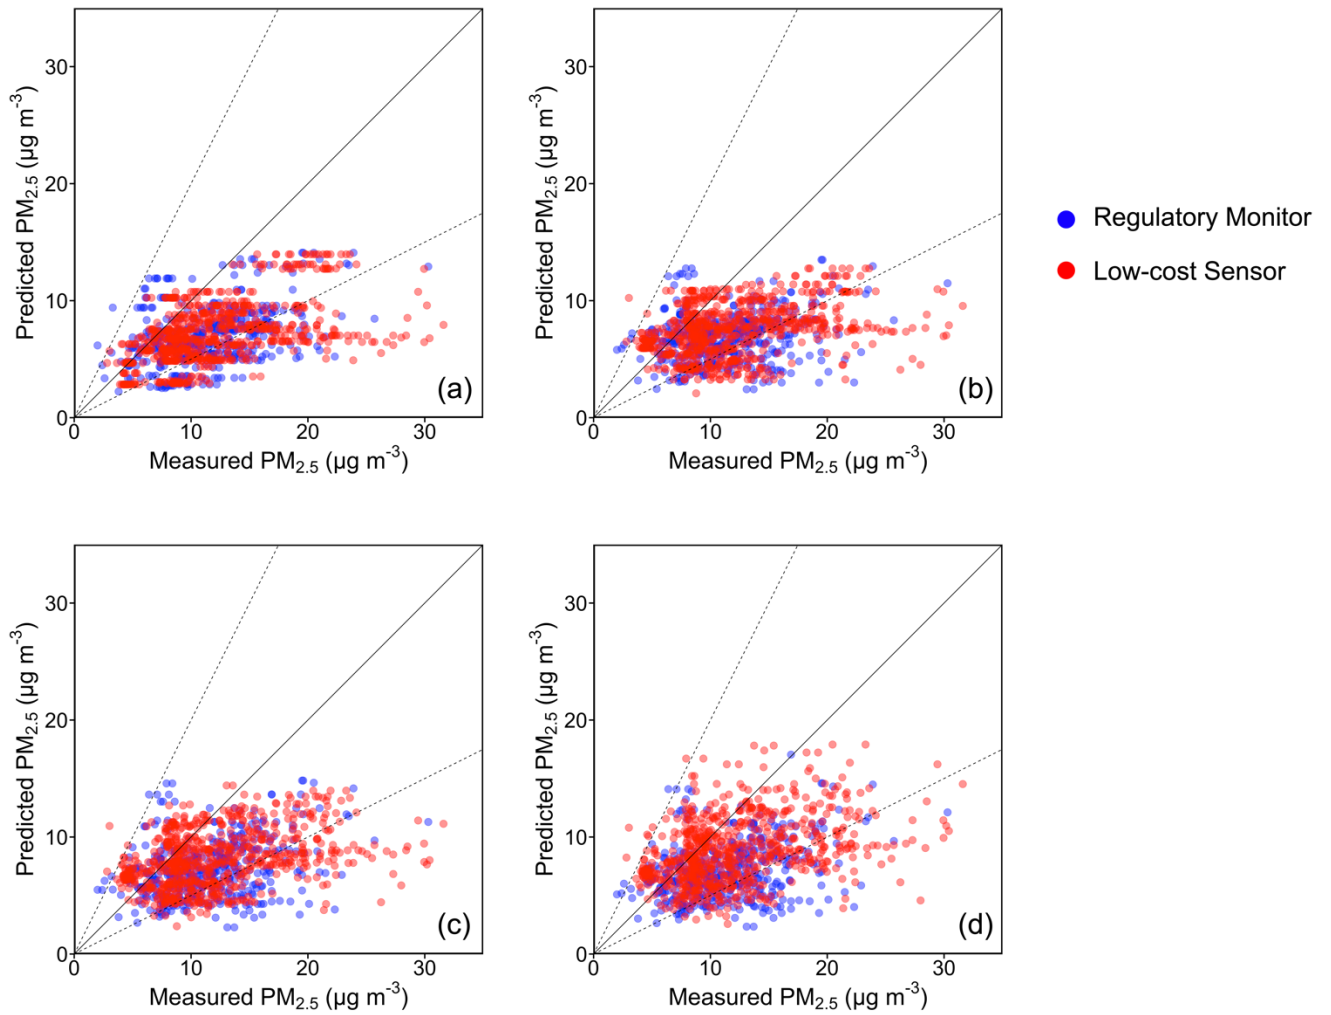 Predicted PM2.5 (µg m-3)
30
20
10
0
0 10 20 30
Measured PM2.5 (µg m-3)
(a)
Predicted PM2.5 (µg m-3)
30
20
10
0
0 10 20 30
Measured PM2.5 (µg m-3)
(b)
Regulatory Monitor
Low-cost Sensor
Predicted PM2.5 (µg m-3)
30
20
10
0
0 10 20 30
Measured PM2.5 (µg m-3)
(c)
Predicted PM2.5 (µg m-3)
30
20
10
0
0 10 20 30
Measured PM2.5 (µg m-3)
(d)